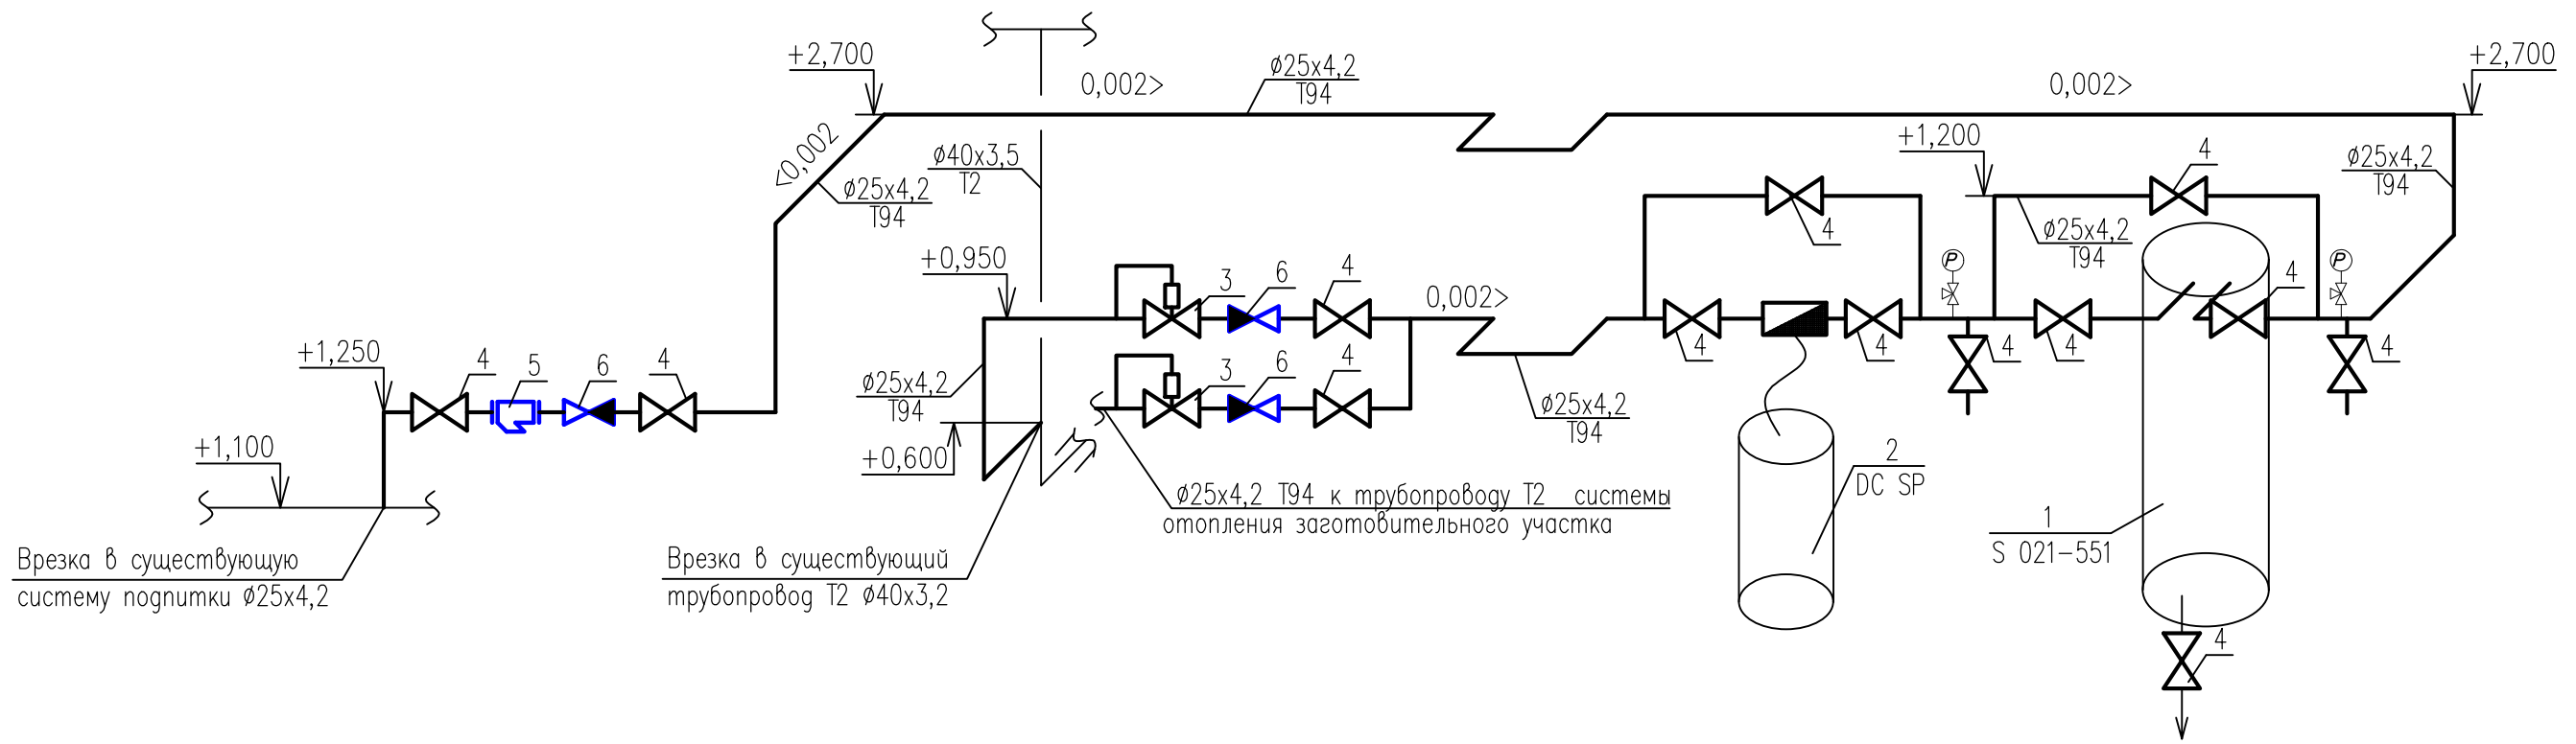 +2,700
0,002>
Ø25x4,2
T94
0,002>
+2,700
<0,002
Ø25x4,2
T94
Ø40x3,5
T2
+1,200
4
Ø25x4,2
T94
4
Ø25x4,2
T94
+0,950
3
6
4
0,002>
P
4
P
+1,250
4
5
6
4
Ø25x4,2
T94
3
6
4
4
4
4
4
4
Ø25x4,2
T94
+1,100
+0,600
2
DC SP
Ø25x4,2 T94 к трубопроводу T2 системы
отопления заготовительного участка
1
S 021-551
Врезка в существующую
систему подпитки Ø25x4,2
Врезка в существующий
трубопровод T2 Ø40x3,2
4